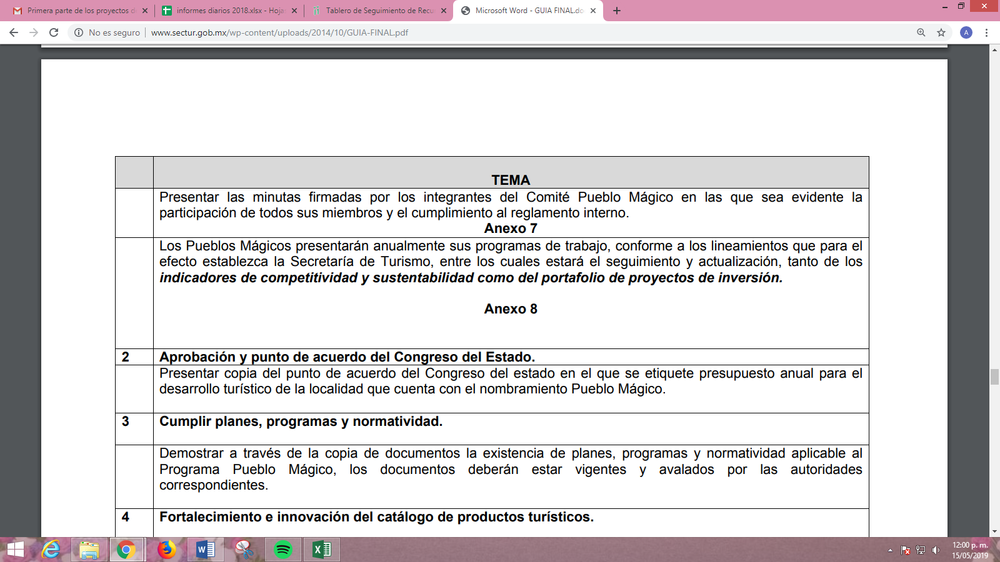 Primera parte de los proyectos d
informes diarios 2018.xlsx - Hoja
Tablero de Seguimiento de Recu
Microsoft Word - GUIA FINAL.do
No es seguro
www.sectur.gob.mx/wp-content/uploads/2014/10/GUIA-FINAL.pdf
A
TEMA
Presentar las minutas firmadas por los integrantes del Comité Pueblo Mágico en las que sea evidente la
participación de todos sus miembros y el cumplimiento al reglamento interno.
Anexo 7
Los Pueblos Mágicos presentarán anualmente sus programas de trabajo, conforme a los lineamientos que para el
efecto establezca la Secretaría de Turismo, entre los cuales estará el seguimiento y actualización, tanto de los
indicadores de competitividad y sustentabilidad como del portafolio de proyectos de inversión.
Anexo 8
2 Aprobación y punto de acuerdo del Congreso del Estado.
Presentar copia del punto de acuerdo del Congreso del estado en el que se etiquete presupuesto anual para el
desarrollo turístico de la localidad que cuenta con el nombramiento Pueblo Mágico.
3 Cumplir planes, programas y normatividad.
Demostrar a través de la copia de documentos la existencia de planes, programas y normatividad aplicable al
Programa Pueblo Mágico, los documentos deberán estar vigentes y avalados por las autoridades
correspondientes.
4 Fortalecimiento e innovación del catálogo de productos turísticos.
12:00 p. m.
15/05/2019